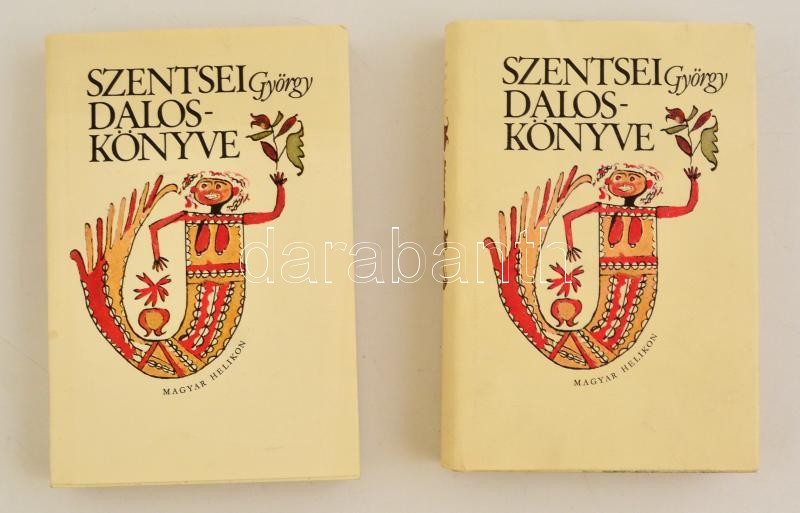 SZENTSEI György
DALOS-
KÖNYVE
MAGYAR HELIKON
SZENTSEI György
DALOS-
KÖNYVE
MAGYAR HELIKON
darabanth